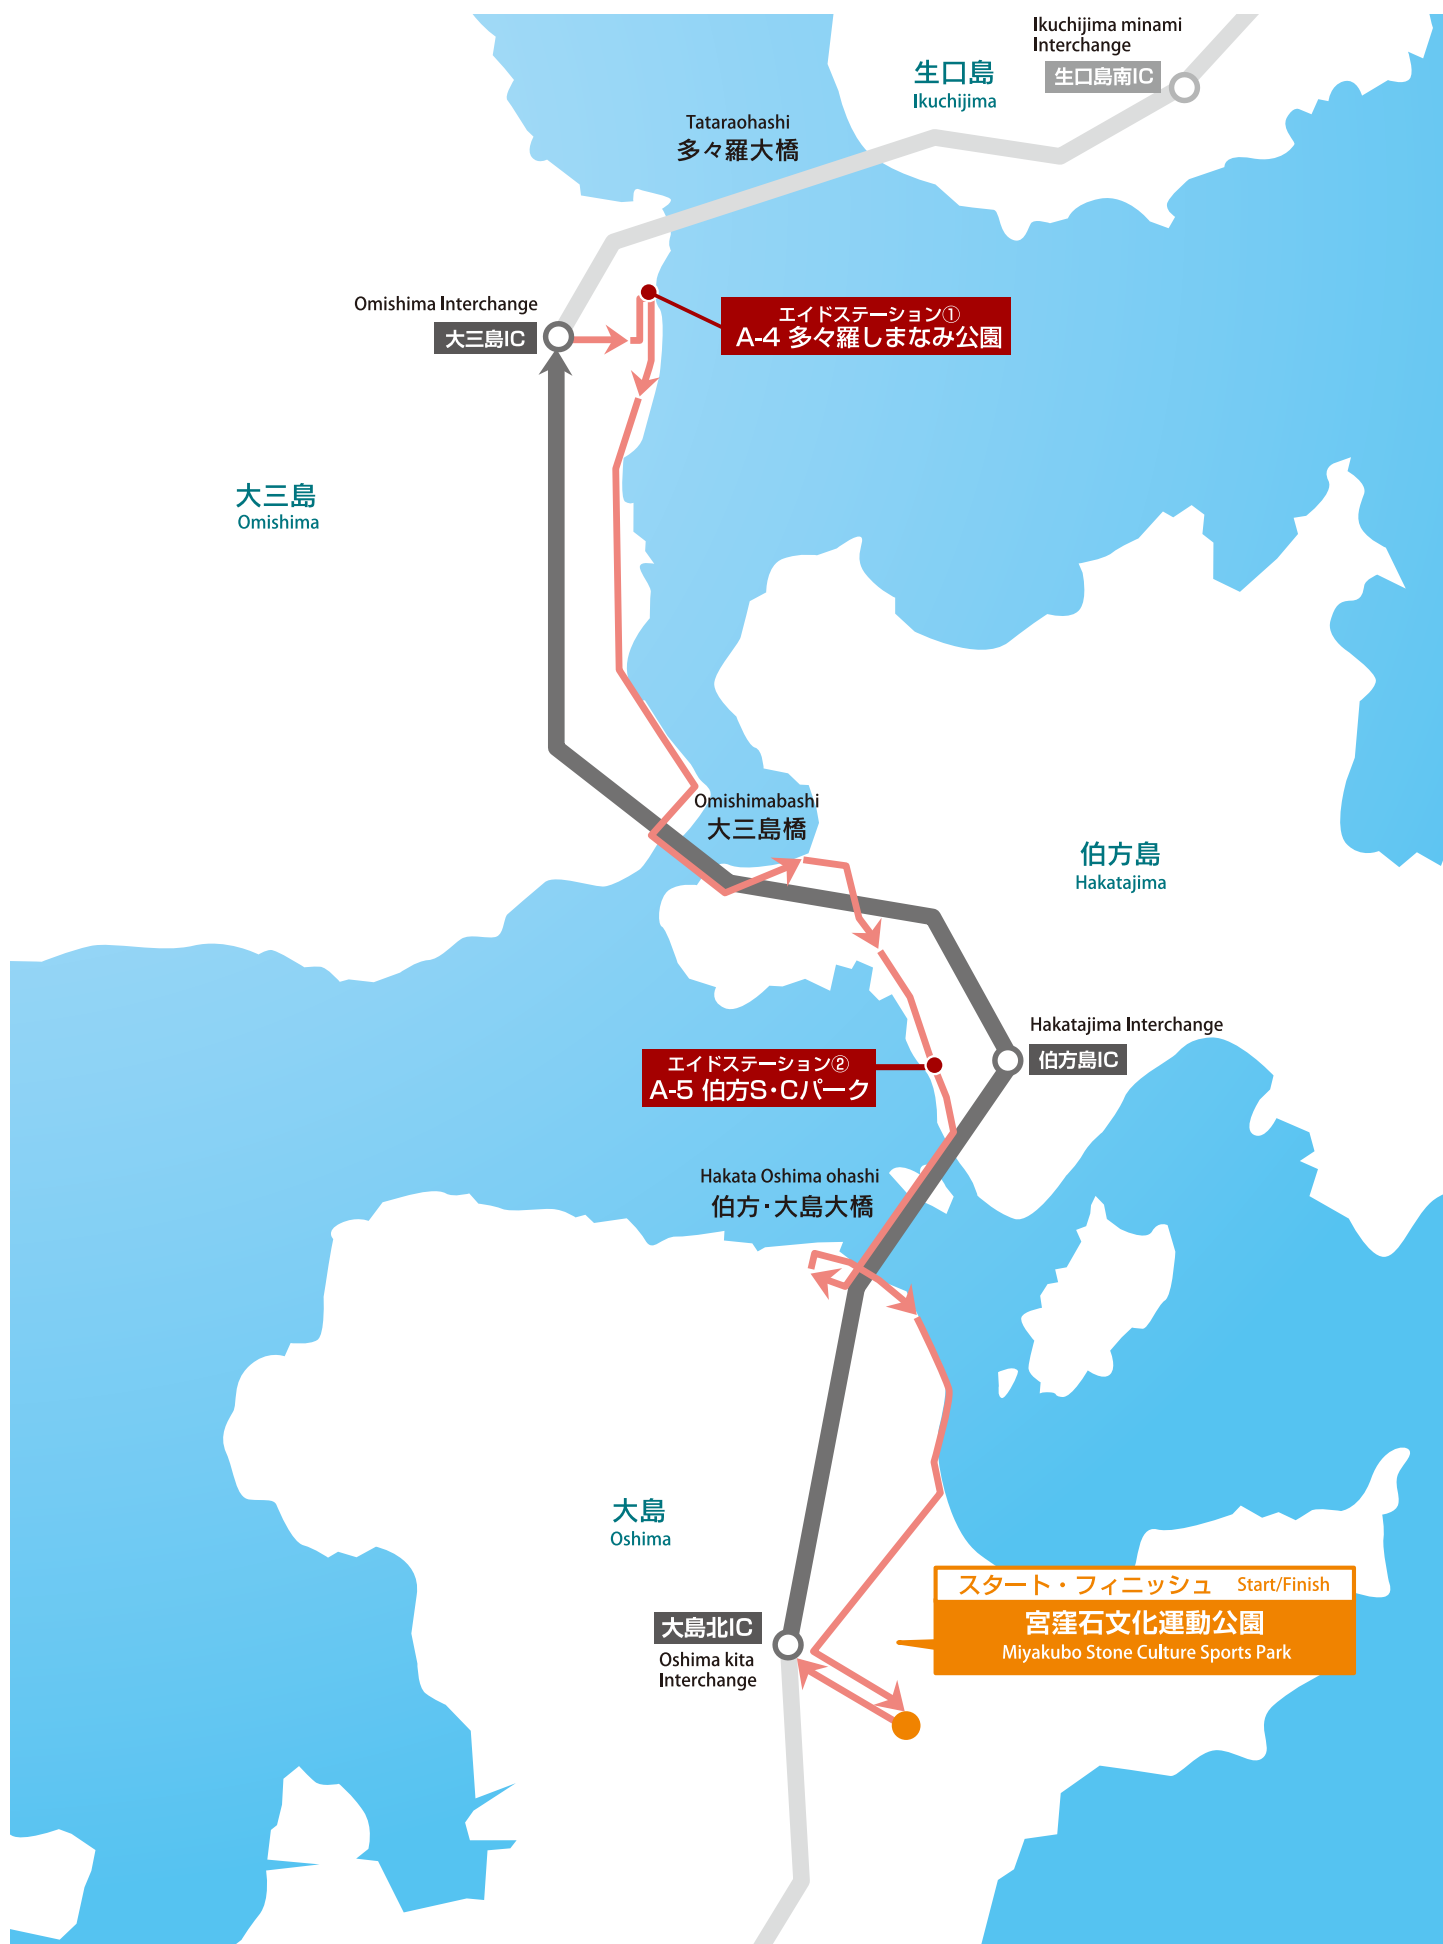 Ikuchijima minami
Interchange
生口島南IC
生口島
Ikuchijima
Tataraohashi
多々羅大橋
Omishima Interchange
大三島IC
エイドステーション①
A-4 多々羅しまなみ公園
大三島
Omishima
Omishimabashi
大三島橋
伯方島
Hakatajima
Hakatajima Interchange
伯方島IC
エイドステーション②
A-5 伯方S・Cパーク
Hakata Oshima ohashi
伯方・大島大橋
大島
Oshima
スタート・フィニッシュ Start/Finish
宮窪石文化運動公園
Miyakubo Stone Culture Sports Park
大島北IC
Oshima kita
Interchange